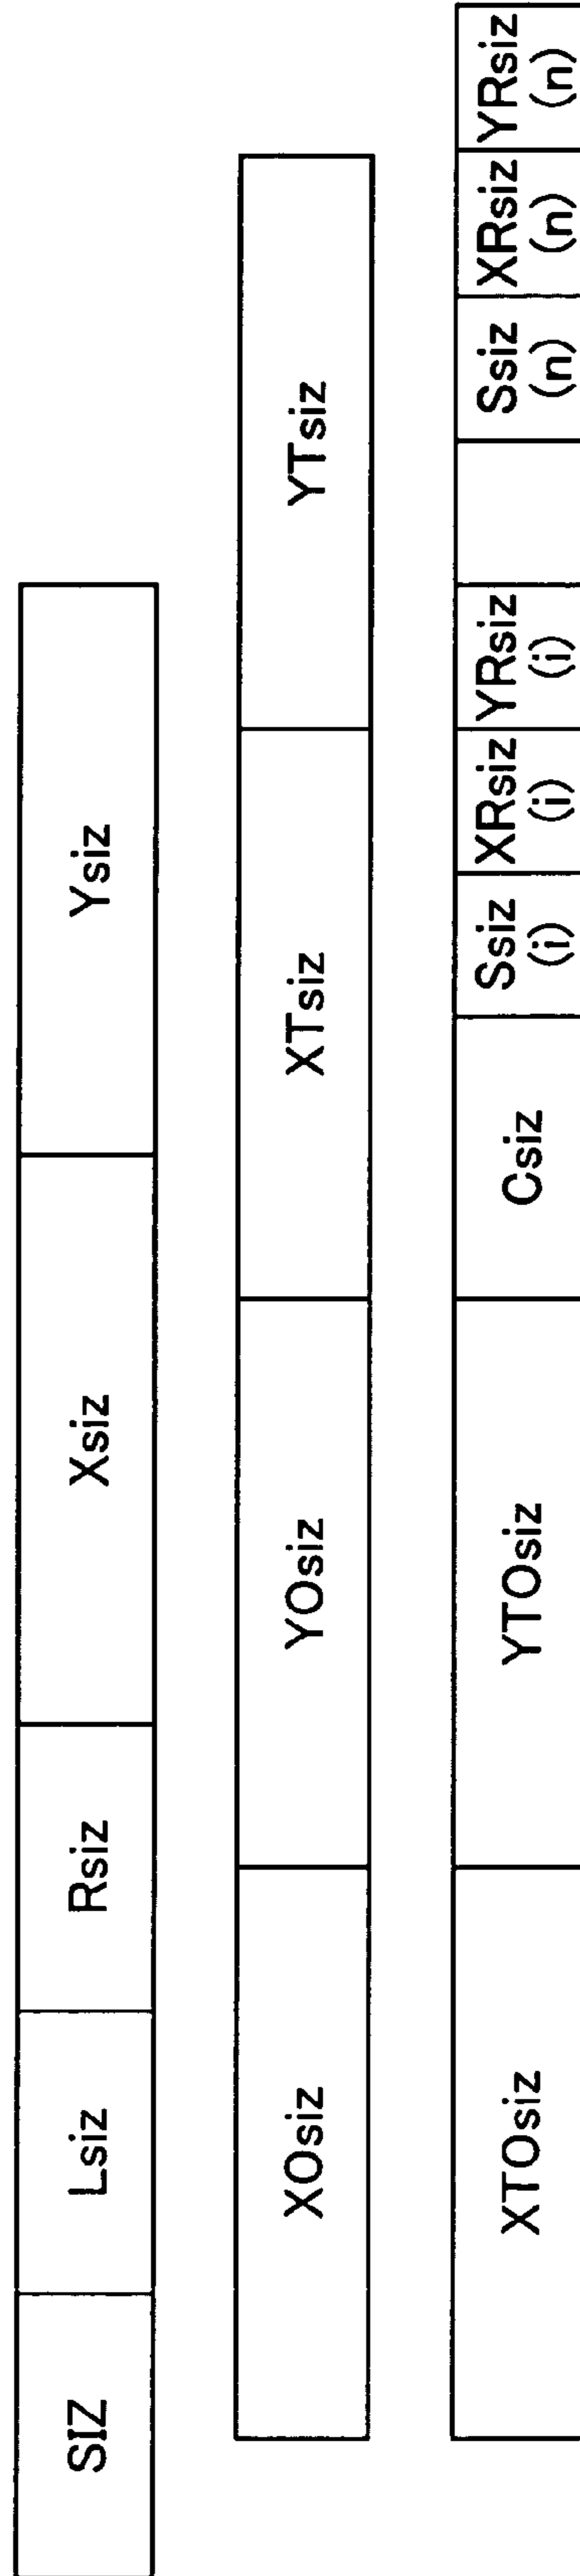 SIZ Lsiz Rsiz Xsiz Ysiz
XOsiz YOsiz XTsiz YTsiz
XTOsiz YTOsiz Csiz Ssiz XRsiz YRsiz Ssiz XRsiz YRsiz
(i) (i) (i) (n) (n) (n)